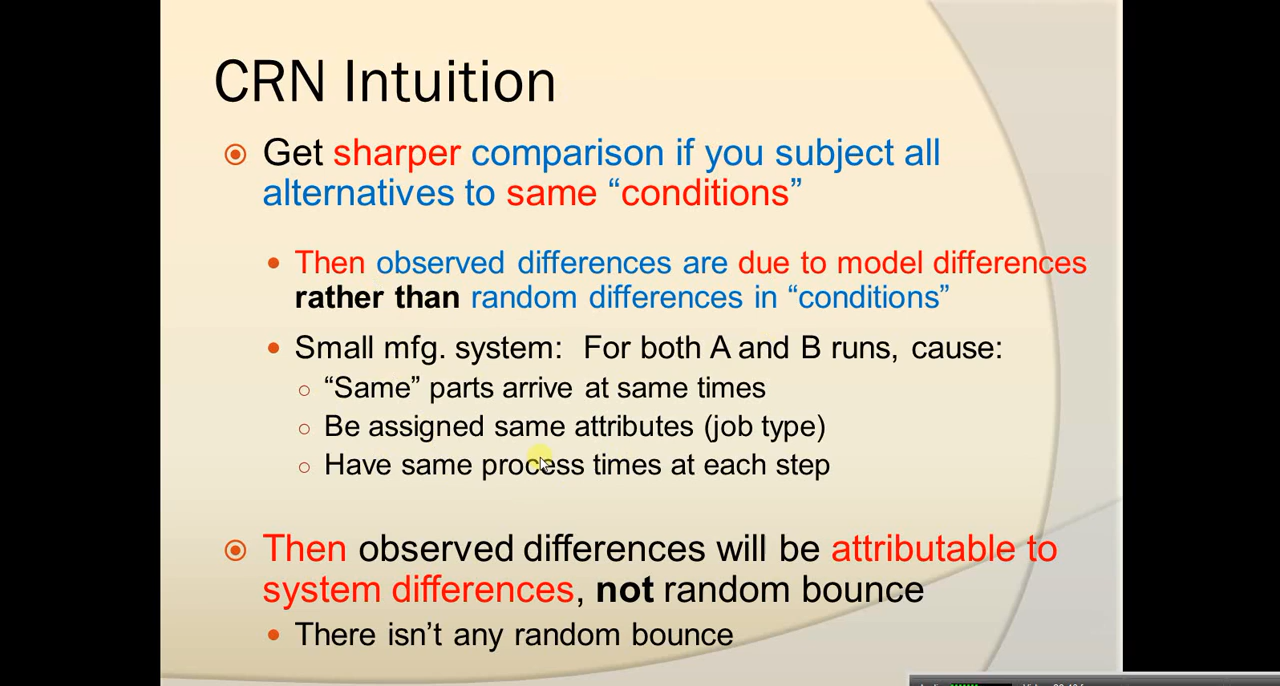 CRN Intuition
Get sharper comparison if you subject all
alternatives to same “conditions”
Then observed differences are due to model differences
rather than random differences in “conditions”
Small mfg. system: For both A and B runs, cause:
“Same” parts arrive at same times
Be assigned same attributes (job type)
Have same process times at each step
Then observed differences will be attributable to
system differences, not random bounce
There isn’t any random bounce